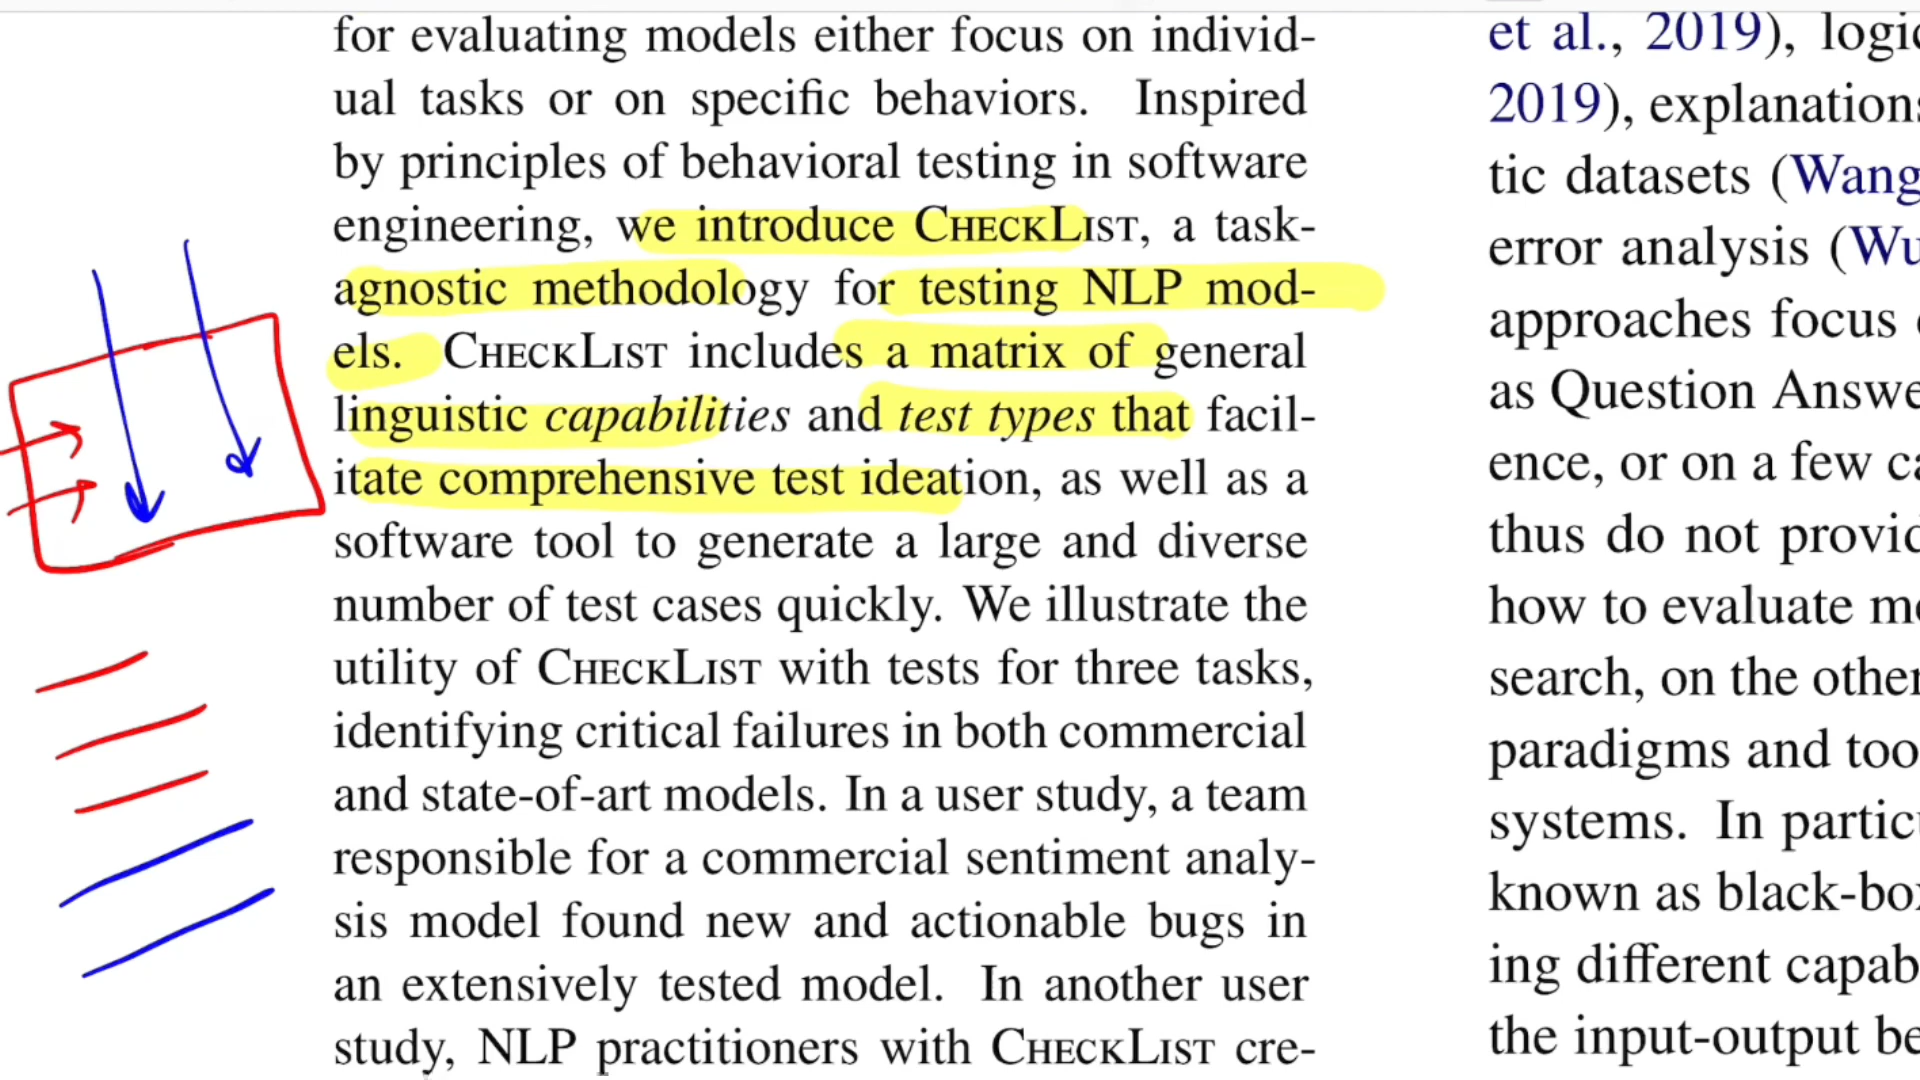 for evaluating models either focus on individ-
ual tasks or on specific behaviors. Inspired
by principles of behavioral testing in software
engineering, we introduce CHECKLIST, a task-
agnostic methodology for testing NLP mod-
els. CHECKLIST includes a matrix of general
linguistic capabilities and test types that facil-
itate comprehensive test ideation, as well as a
software tool to generate a large and diverse
number of test cases quickly. We illustrate the
utility of CHECKLIST with tests for three tasks,
identifying critical failures in both commercial
and state-of-art models. In a user study, a team
responsible for a commercial sentiment analy-
sis model found new and actionable bugs in
an extensively tested model. In another user
study, NLP practitioners with CHECKLIST cre-
et al., 2019), logic
2019), explanations
tic datasets (Wang
error analysis (Wu
approaches focus
as Question Answe
ence, or on a few ca
thus do not provid
how to evaluate mo
search, on the other
paradigms and too
systems. In particu
known as black-box
ing different capab
the input-output be